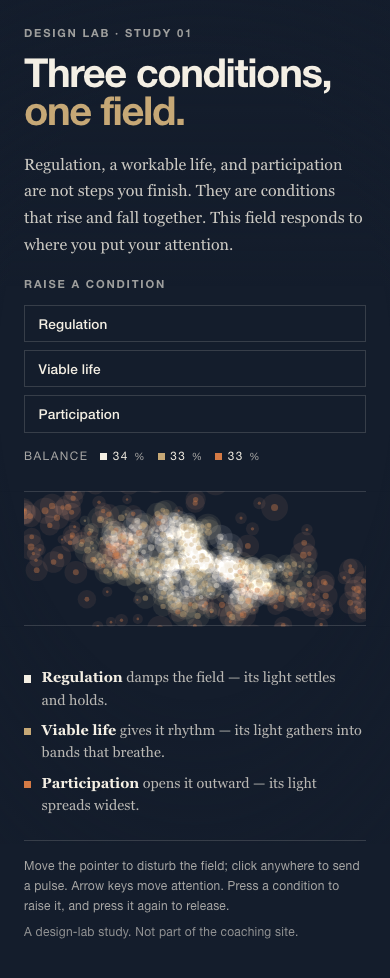 DESIGN LAB · STUDY 01
Three conditions,
one field.
Regulation, a workable life, and participation
are not steps you finish. They are conditions
that rise and fall together. This field responds to
where you put your attention.
RAISE A CONDITION
Regulation
Viable life
Participation
BALANCE 34 % 33 % 33 %
Regulation damps the field — its light settles
and holds.
Viable life gives it rhythm — its light gathers into
bands that breathe.
Participation opens it outward — its light
spreads widest.
Move the pointer to disturb the field; click anywhere to send
a pulse. Arrow keys move attention. Press a condition to
raise it, and press it again to release.
A design-lab study. Not part of the coaching site.